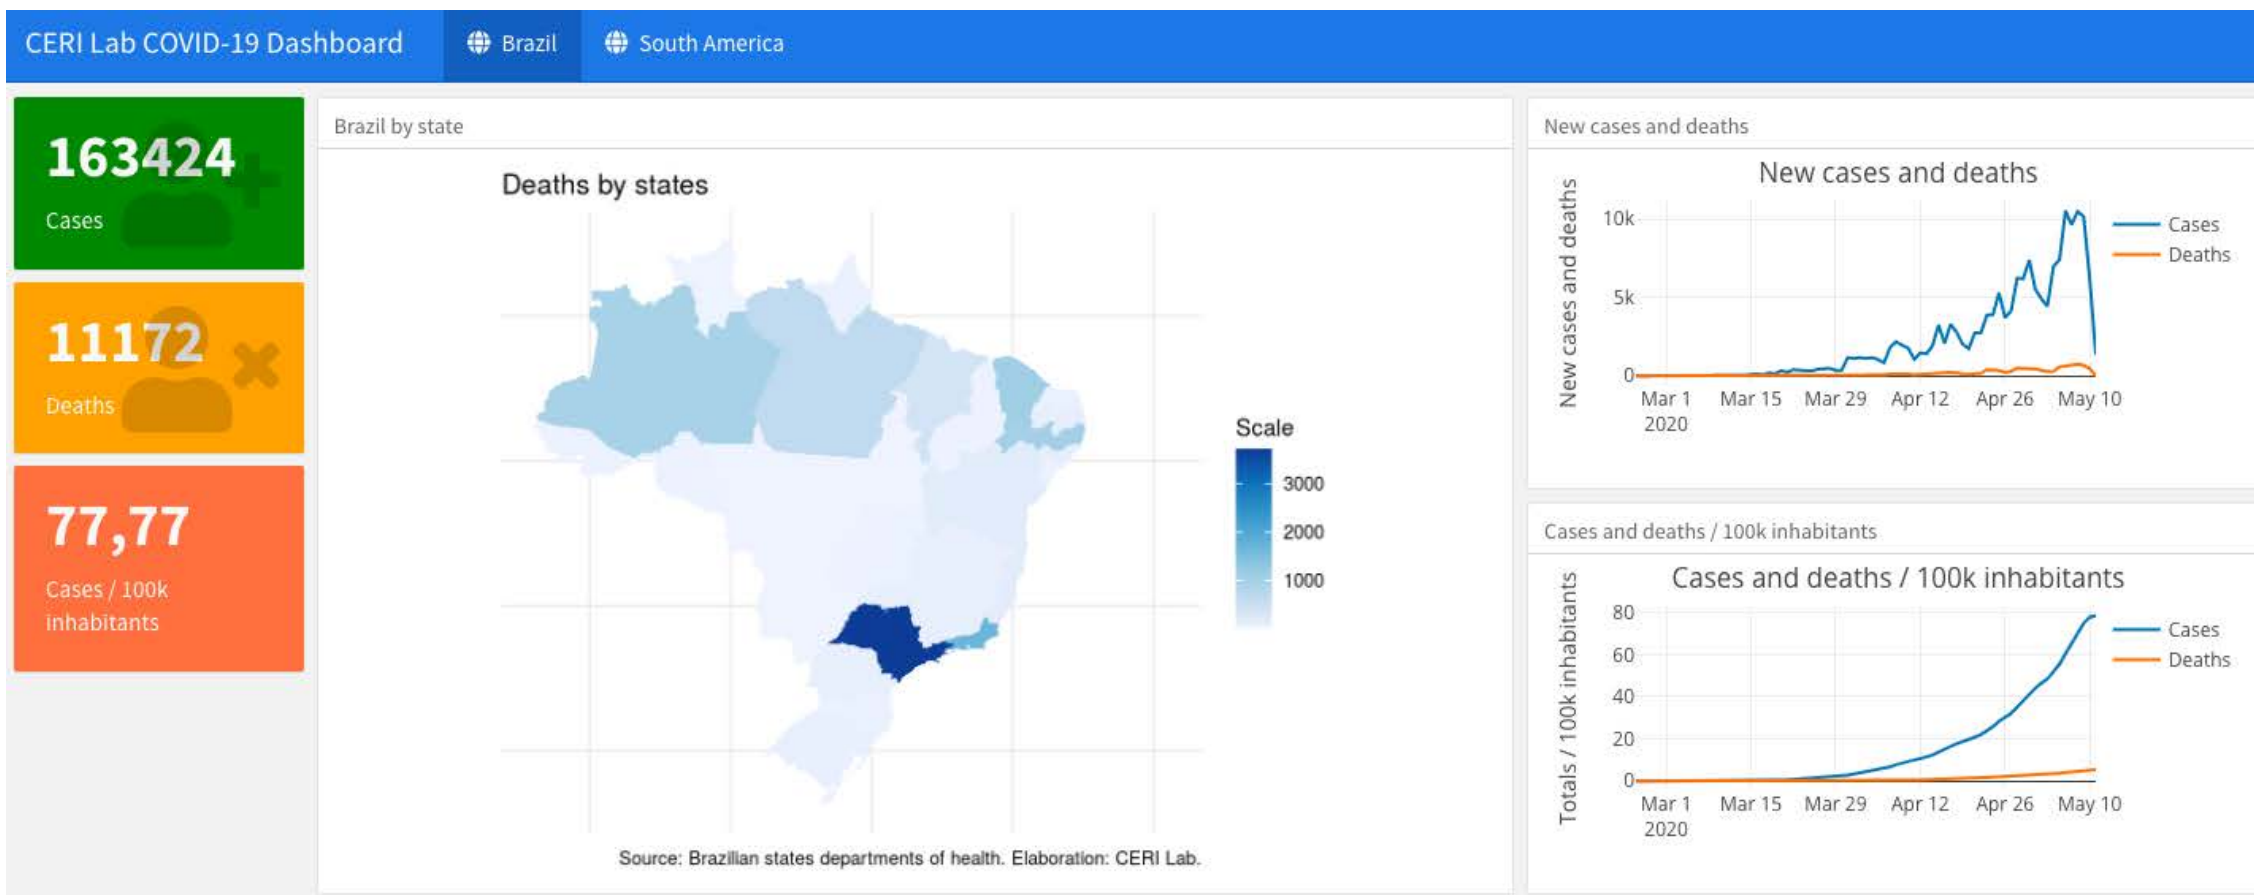 CERI Lab COVID-19 Dashboard
Brazil
South America
163424
Cases
11172
Deaths
77,77
Cases / 100k
inhabitants
Brazil by state
Deaths by states
Scale
3000
2000
1000
Source: Brazilian states departments of health. Elaboration: CERI Lab.
New cases and deaths
New cases and deaths
New cases and deaths
10k
5k
0
Mar 1
2020
Mar 15
Mar 29
Apr 12
Apr 26
May 10
Cases
Deaths
Cases and deaths / 100k inhabitants
Cases and deaths / 100k inhabitants
Totals / 100k inhabitants
80
60
40
20
0
Mar 1
2020
Mar 15
Mar 29
Apr 12
Apr 26
May 10
Cases
Deaths